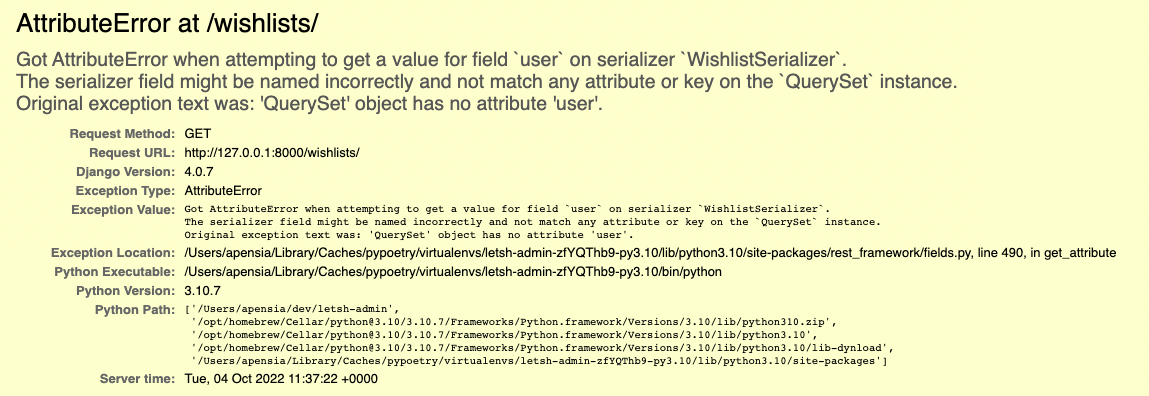 AttributeError at /wishlists/
Got AttributeError when attempting to get a value for field `user` on serializer `WishlistSerializer`.
The serializer field might be named incorrectly and not match any attribute or key on the `QuerySet` instance.
Original exception text was: 'QuerySet' object has no attribute 'user'.
Request Method: GET
Request URL: http://127.0.0.1:8000/wishlists/
Django Version: 4.0.7
Exception Type: AttributeError
Exception Value: Got AttributeError when attempting to get a value for field `user` on serializer `WishlistSerializer`.
The serializer field might be named incorrectly and not match any attribute or key on the `QuerySet` instance.
Original exception text was: 'QuerySet' object has no attribute 'user'.
Exception Location: /Users/apensia/Library/Caches/pypoetry/virtualenvs/letsh-admin-zfYQThb9-py3.10/lib/python3.10/site-packages/rest_framework/fields.py, line 490, in get_attribute
Python Executable: /Users/apensia/Library/Caches/pypoetry/virtualenvs/letsh-admin-zfYQThb9-py3.10/bin/python
Python Version: 3.10.7
Python Path: ['/Users/apensia/dev/letsh-admin',
'/opt/homebrew/Cellar/python@3.10/3.10.7/Frameworks/Python.framework/Versions/3.10/lib/python310.zip',
'/opt/homebrew/Cellar/python@3.10/3.10.7/Frameworks/Python.framework/Versions/3.10/lib/python3.10',
'/opt/homebrew/Cellar/python@3.10/3.10.7/Frameworks/Python.framework/Versions/3.10/lib/python3.10/lib-dynload',
'/Users/apensia/Library/Caches/pypoetry/virtualenvs/letsh-admin-zfYQThb9-py3.10/lib/python3.10/site-packages']
Server time: Tue, 04 Oct 2022 11:37:22 +0000